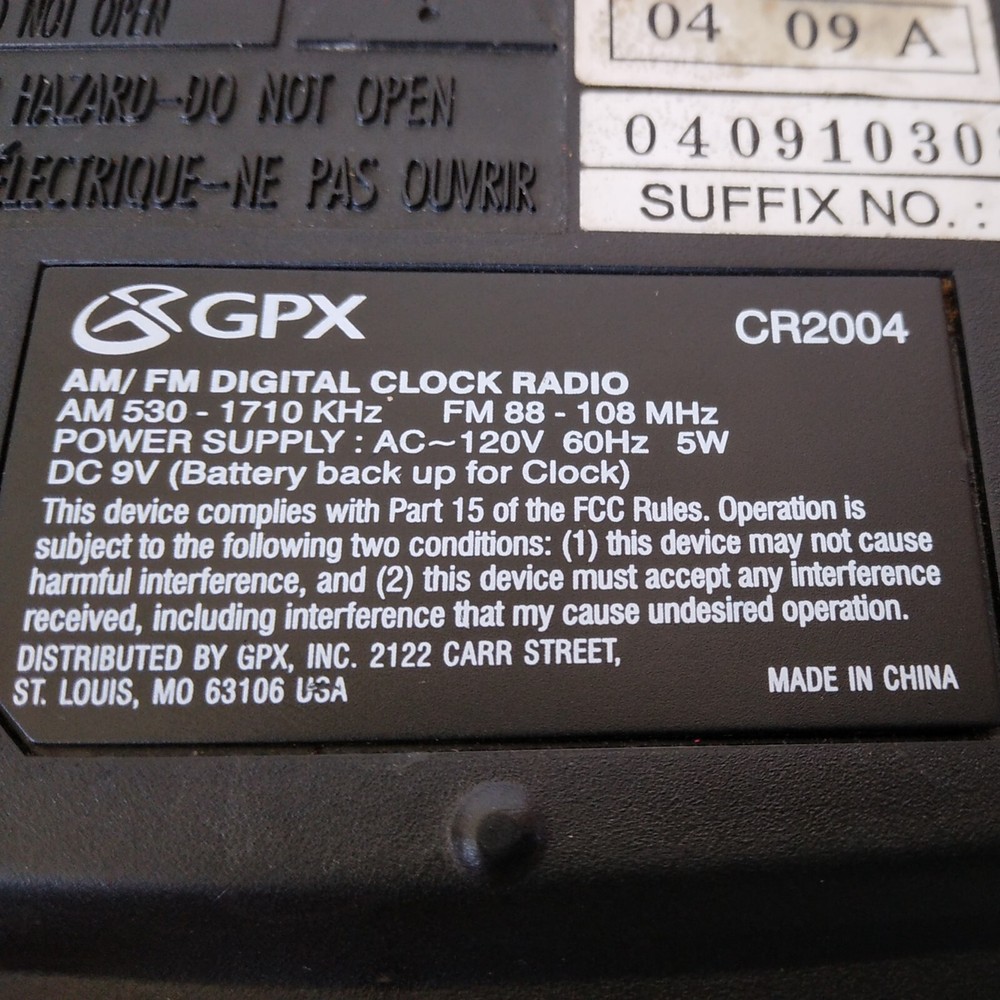 NOT OPEN
HAZARD-DO NOT OPEN
ÉLECTRIQUE-NE PAS OUVRIR
04 09 A
04091030
SUFFIX NO. :
GPX
CR2004
AM/ FM DIGITAL CLOCK RADIO
AM 530 - 1710 KHz FM 88 - 108 MHz
POWER SUPPLY : AC~120V 60Hz 5W
DC 9V (Battery back up for Clock)
This device complies with Part 15 of the FCC Rules. Operation is
subject to the following two conditions: (1) this device may not cause
harmful interference, and (2) this device must accept any interference
received, including interference that my cause undesired operation.
DISTRIBUTED BY GPX, INC. 2122 CARR STREET,
ST. LOUIS, MO 63106 USA
MADE IN CHINA